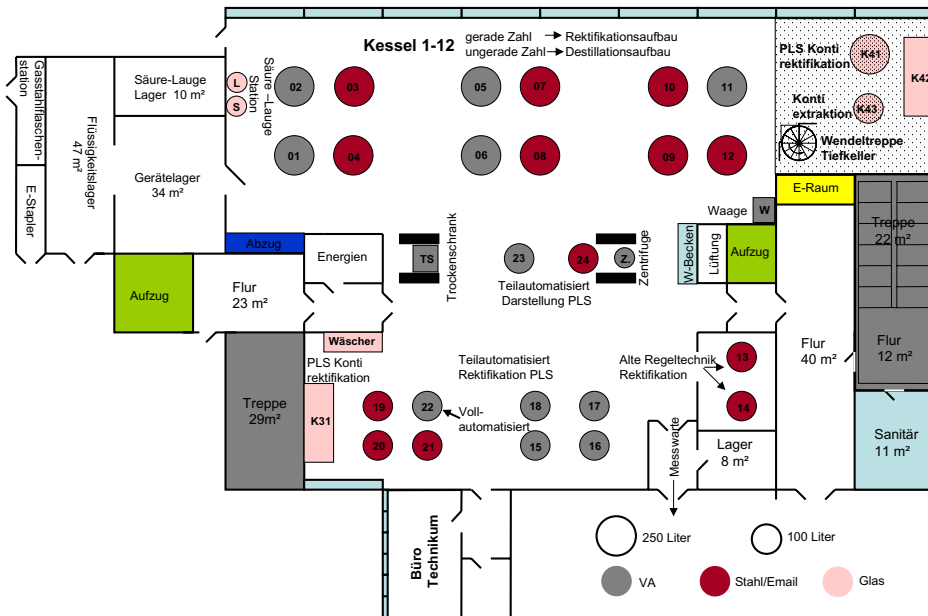 Kessel 1-12
gerade Zahl → Rektifikationsaufbau
ungerade Zahl → Destillationsaufbau
PLS Konti
rektifikation
K41
K42
Konti
extraktion
K43
Wendeltreppe
Tiefkeller
Gasstahlflaschen-
station
E-Stapler
Flüssigkeitslager
47 m²
Säure-Lauge
Lager 10 m²
L
S
Säure –Lauge
Station
02
03
05
07
10
11
01
04
06
08
09
12
Gerätelager
34 m²
E-Raum
Waage
W
Treppe
22 m²
Abzug
Energien
TS
Trockenschrank
23
24
Z.
Zentrifuge
W-Becken
Lüftung
Aufzug
Teilautomatisiert
Darstellung PLS
Aufzug
Flur
23 m²
Wäscher
PLS Konti
rektifikation
Teilautomatisiert
Rektifikation PLS
Alte Regeltechnik
Rektifikation
13
14
Flur
40 m²
Flur
12 m²
Treppe
29m²
K31
19
22
20
21
Voll-
automatisiert
18
17
15
16
Messwarte
Lager
8 m²
Sanitär
11 m²
Büro
Technikum
250 Liter
100 Liter
VA
Stahl/Email
Glas